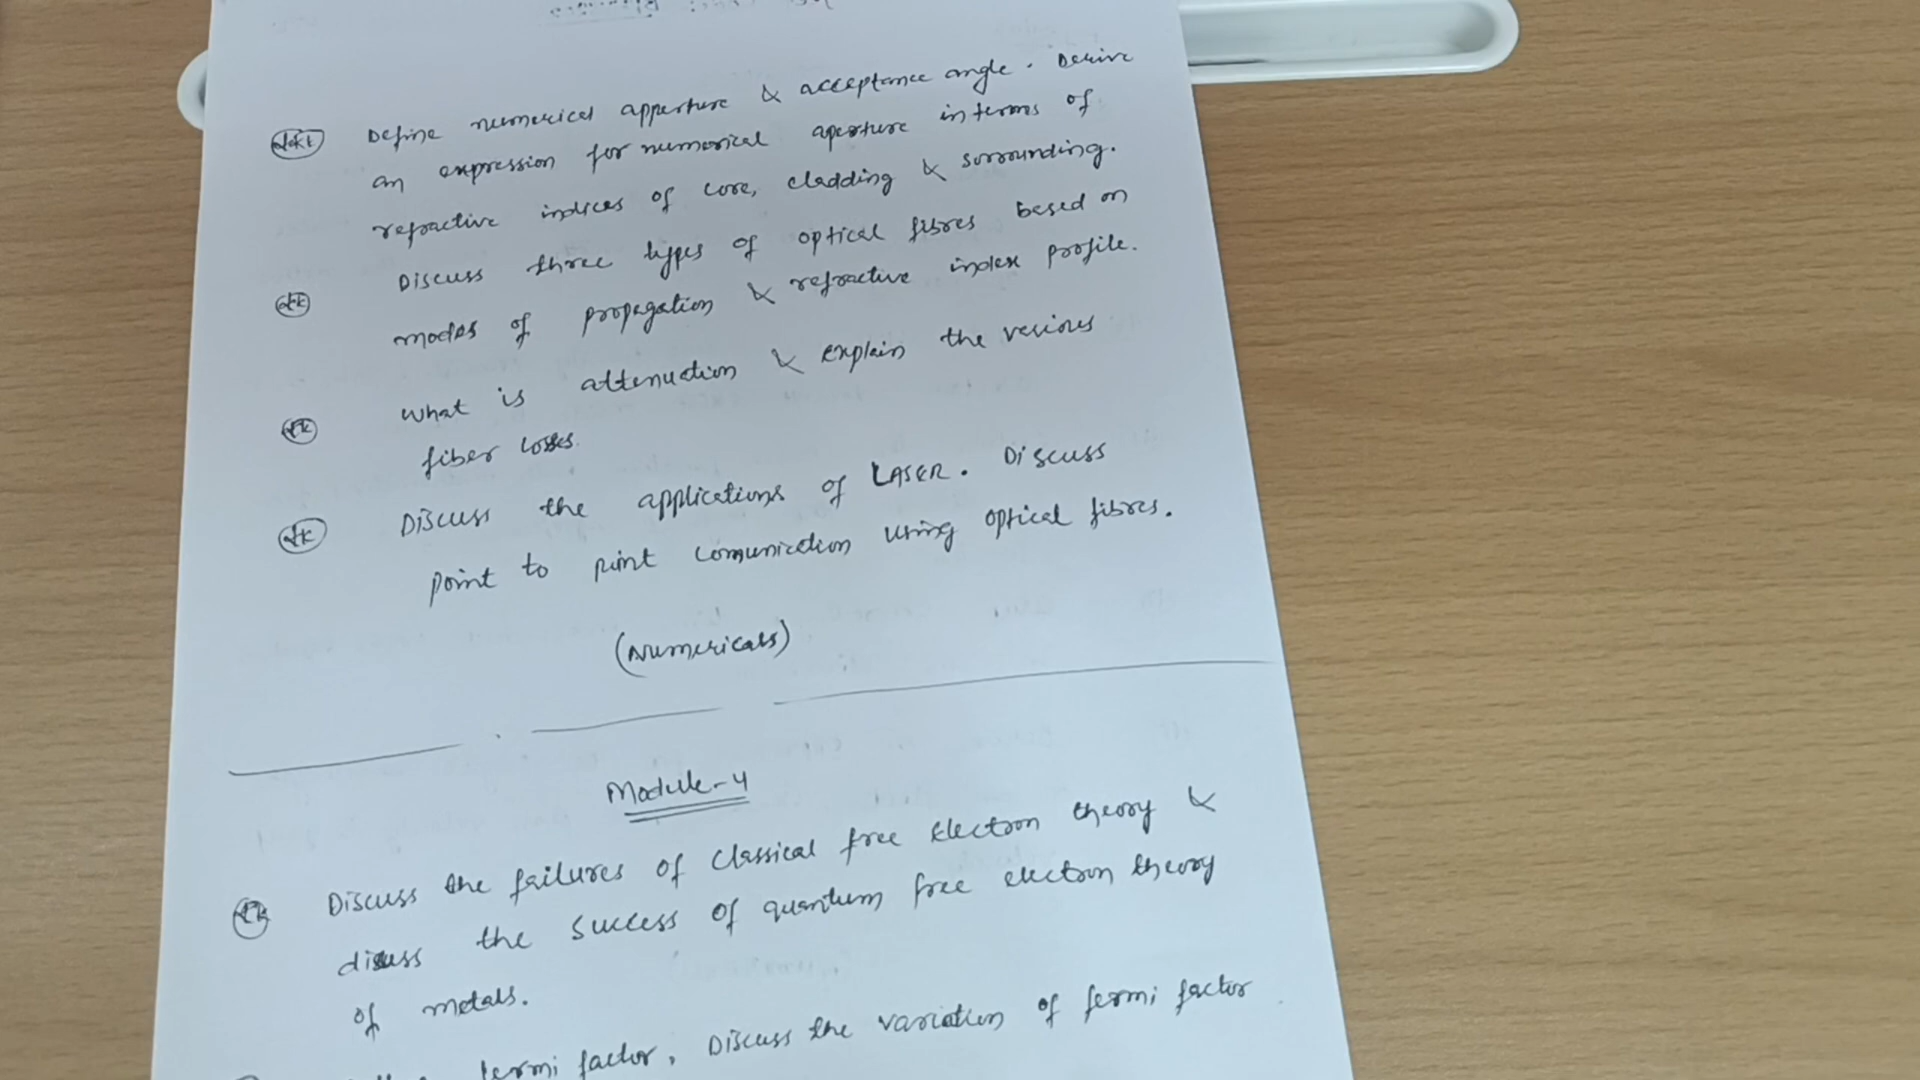 Define numerical apperture & acceptance angle. Derive
an expression for numerical aperture interms of
refractive indices of core, cladding & sorrounding.
Discuss three types of optical fibres based on
modes of propagation & refractive index profile.
What is attenuation & explain the various
fiber losses.
Discuss the applications of LASER. Discuss
point to point comunication using optical fibres.
(Numericals)
Module-4
Discuss the failures of classical free electron theory &
discuss the success of quantum free electron theory
of metals.
fermi factor, Discuss the variation of fermi factor